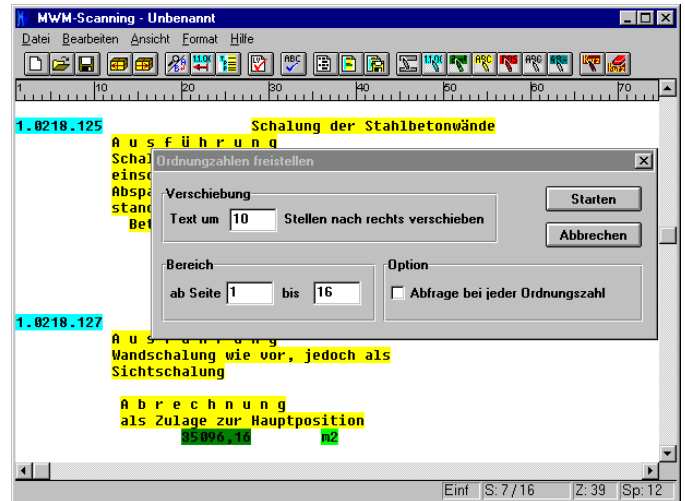 MWM-Scanning - Unbenannt
Datei Bearbeiten Ansicht Format Hilfe
1 10 20 30 40 50 60 70
1.0218.125 Schalung der Stahlbetonwände
A u s f ü h r u n g
Schal
einsc
Abspa
stand
Bet
Ordnungzahlen freistellen
Verschiebung
Text um 10 Stellen nach rechts verschieben
Starten
Abbrechen
Bereich
ab Seite 1 bis 16
Option
Abfrage bei jeder Ordnungszahl
1.0218.127
A u s f ü h r u n g
Wandschalung wie vor, jedoch als
Sichtschalung
A b r e c h n u n g
als Zulage zur Hauptposition
35096,16 m2
Einf S: 7 / 16 Z: 39 Sp: 12